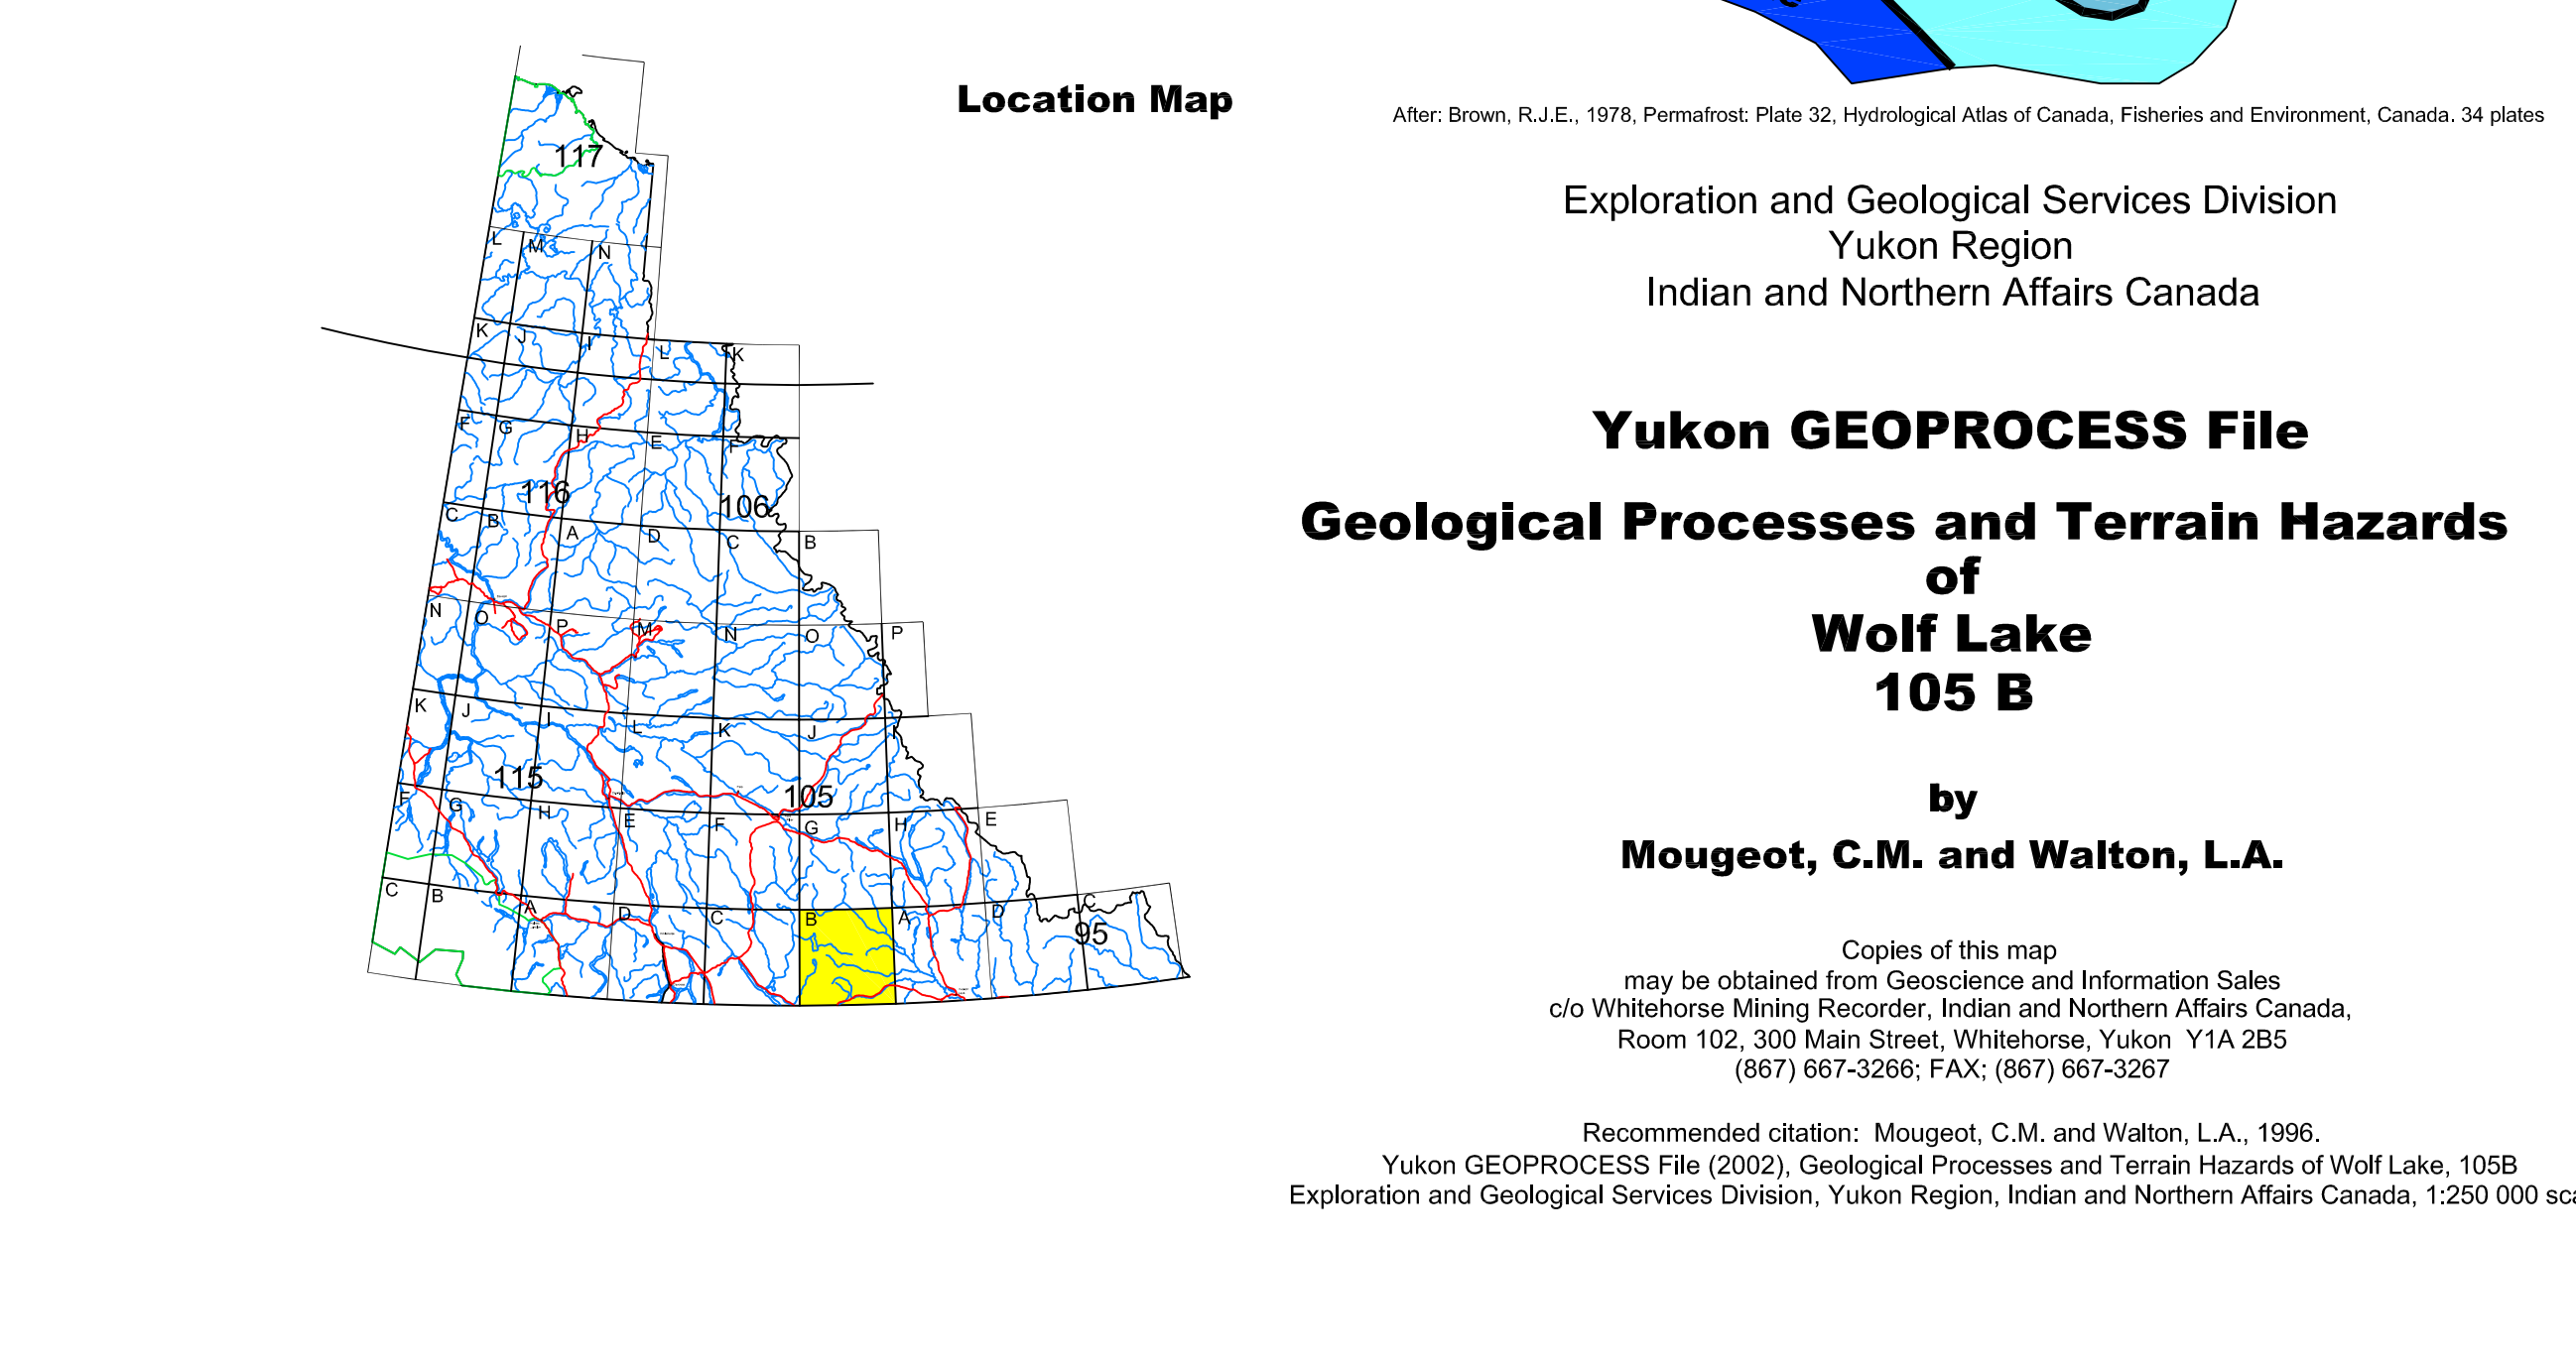 Location Map
117
L M N
K J I L K
F G H E F
116 106
C B A D C B
N O P M N O P
K J I L K J I
115 105
F G H E F G H E
C B A D C B A D C
95
After: Brown, R.J.E., 1978, Permafrost: Plate 32, Hydrological Atlas of Canada, Fisheries and Environment, Canada. 34 plates
Exploration and Geological Services Division
Yukon Region
Indian and Northern Affairs Canada
Yukon GEOPROCESS File
Geological Processes and Terrain Hazards
of
Wolf Lake
105 B
by
Mougeot, C.M. and Walton, L.A.
Copies of this map
may be obtained from Geoscience and Information Sales
c/o Whitehorse Mining Recorder, Indian and Northern Affairs Canada,
Room 102, 300 Main Street, Whitehorse, Yukon Y1A 2B5
(867) 667-3266; FAX; (867) 667-3267
Recommended citation: Mougeot, C.M. and Walton, L.A., 1996.
Yukon GEOPROCESS File (2002), Geological Processes and Terrain Hazards of Wolf Lake, 105B
Exploration and Geological Services Division, Yukon Region, Indian and Northern Affairs Canada, 1:250 000